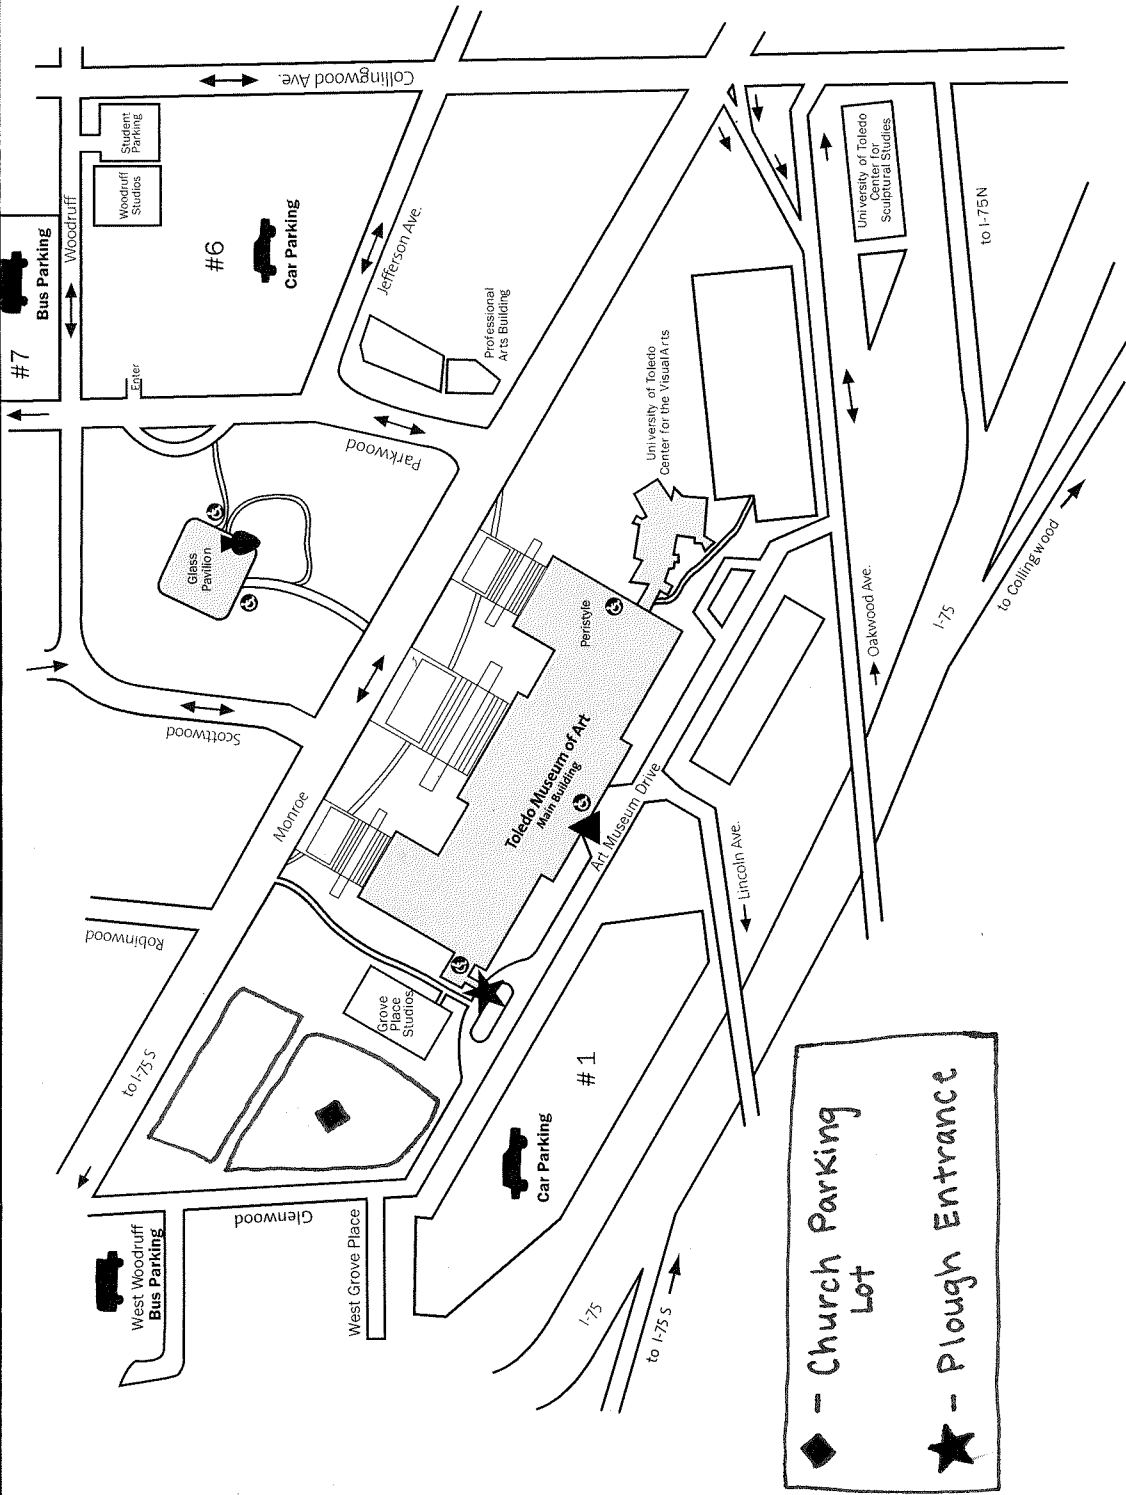 Collingwood Ave.
Student
Parking
Woodruff
Studios
Woodruff
Bus Parking
#7
#6
Car Parking
Enter
Jefferson Ave.
Professional
Arts Building
Parkwood
University of Toledo
Center for
Sculptural Studies
to I-75N
University of Toledo
Center for the Visual Arts
Glass
Pavilion
Peristyle
Toledo Museum of Art
Main Building
Oakwood Ave.
I-75
to Collingwood
Scottwood
Monroe
Art Museum Drive
Lincoln Ave.
Robinwood
Grove
Place
Studios
to I-75 S
#1
Car Parking
Glenwood
West Woodruff
Bus Parking
West Grove Place
I-75
to I-75 S
- Church Parking
Lot
- Plough Entrance